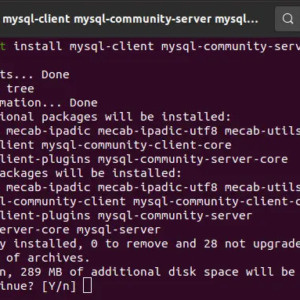 mysql-client mysql-community-server mysql...
t install mysql-client mysql-community-serv
ts... Done
tree
mation... Done
ional packages will be installed:
mecab-ipadic mecab-ipadic-utf8 mecab-utils
lient mysql-community-client-core
lient-plugins mysql-community-server-core
ackages will be installed:
mecab-ipadic mecab-ipadic-utf8 mecab-utils
ql-community-client mysql-community-client-c
lient-plugins mysql-community-server
erver-core mysql-server
y installed, 0 to remove and 28 not upgrade
of archives.
n, 289 MB of additional disk space will be
inue? [Y/n]